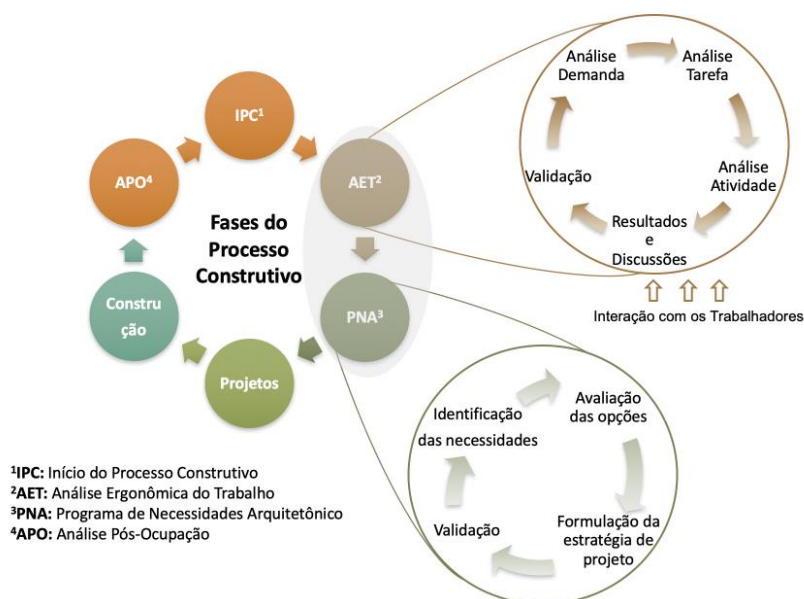 IPC¹
AET²
PNA³
Projetos
Constru
ção
APO⁴
Fases do
Processo
Construtivo
Análise
Demanda
Análise
Tarefa
Análise
Atividade
Resultados
e
Discussões
Validação
Interação com os Trabalhadores
Identificação
das necessidades
Avaliação
das opções
Formulação da
estratégia de
projeto
Validação
¹IPC: Início do Processo Construtivo
²AET: Análise Ergonômica do Trabalho
³PNA: Programa de Necessidades Arquitetônico
⁴APO: Análise Pós-Ocupação